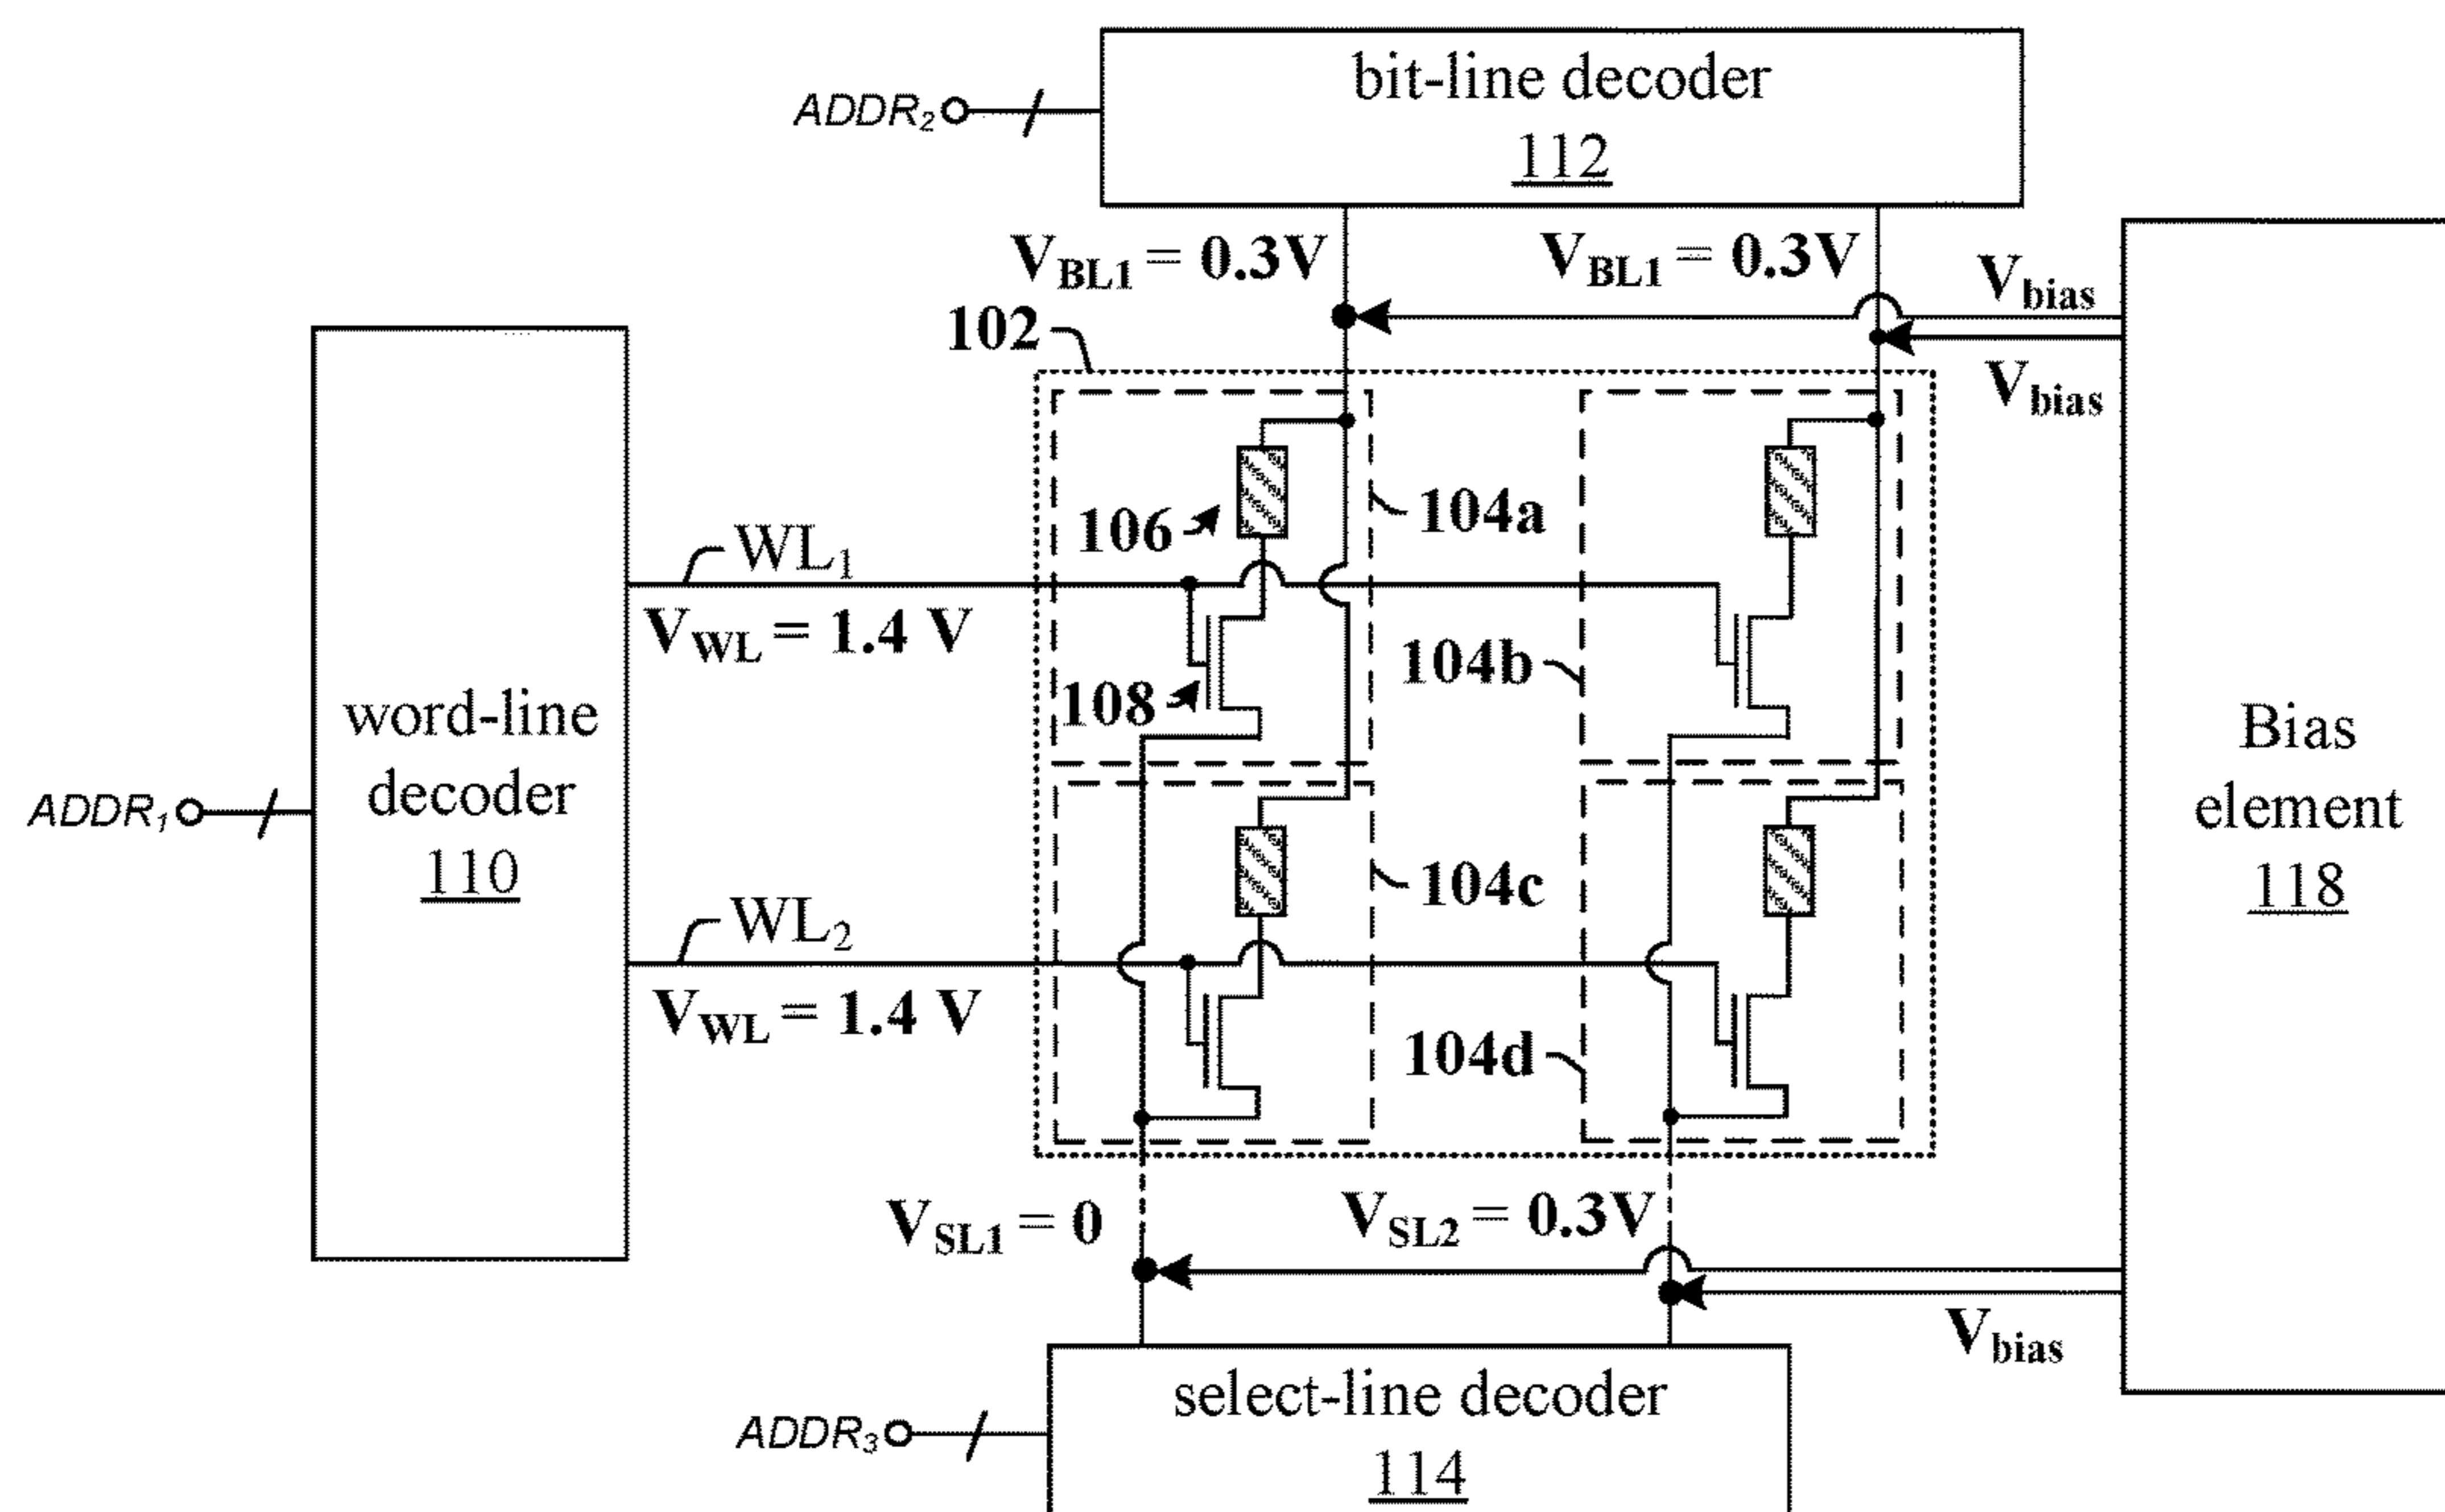 bit-line decoder
112
ADDR2
VBL1 = 0.3V
VBL1 = 0.3V
Vbias
Vbias
102
104a
106
WL1
VWL = 1.4 V
104b
108
word-line
decoder
110
ADDR1
Bias
element
118
104c
WL2
VWL = 1.4 V
104d
VSL1 = 0
VSL2 = 0.3V
Vbias
select-line decoder
114
ADDR3